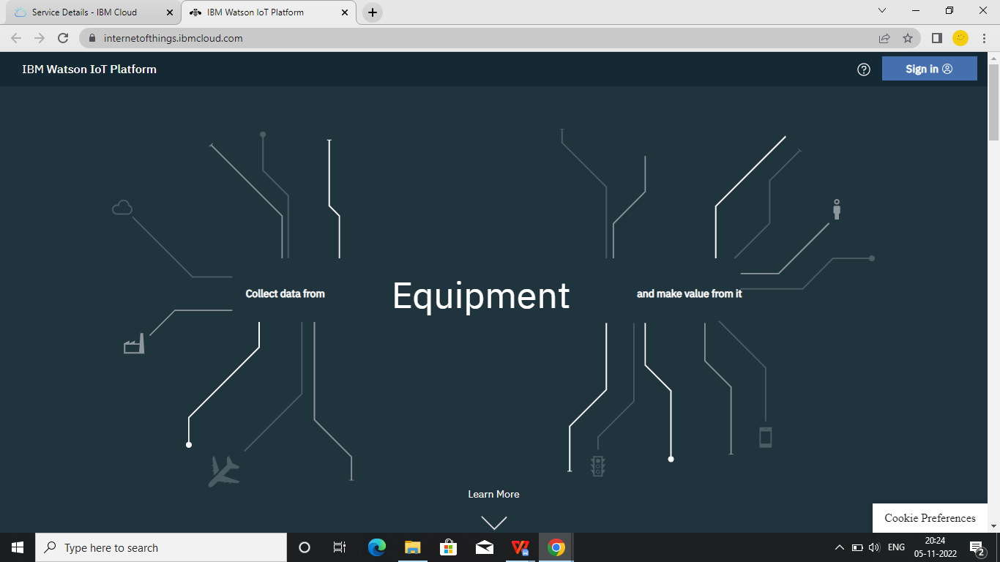 Service Details - IBM Cloud
IBM Watson IoT Platform
internetofthings.ibmcloud.com
IBM Watson IoT Platform
Sign in
Collect data from
Equipment
and make value from it
Learn More
Cookie Preferences
Type here to search
ENG
20:24
05-11-2022
2